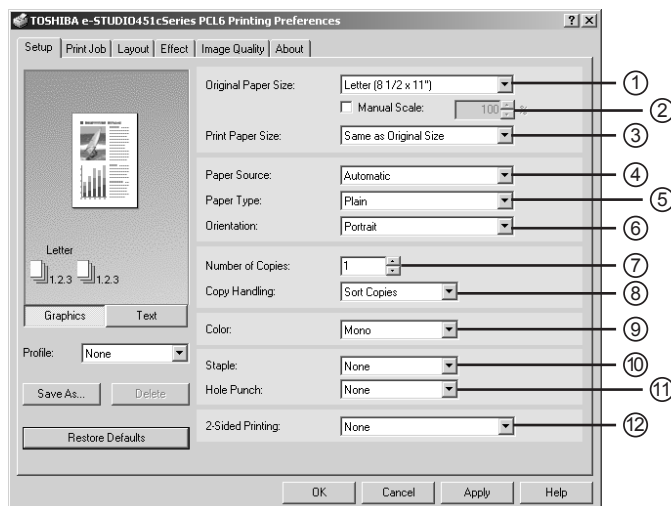 TOSHIBA e-STUDIO451cSeries PCL6 Printing Preferences
Setup Print Job Layout Effect Image Quality About
Original Paper Size: Letter (8 1/2 x 11") ①
Manual Scale: 100 % ②
Print Paper Size: Same as Original Size ③
Paper Source: Automatic ④
Paper Type: Plain ⑤
Orientation: Portrait ⑥
Letter
1.2.3 1.2.3
Number of Copies: 1 ⑦
Copy Handling: Sort Copies ⑧
Graphics Text
Color: Mono ⑨
Profile: None
Staple: None ⑩
Save As... Delete
Hole Punch: None ⑪
Restore Defaults
2-Sided Printing: None ⑫
OK Cancel Apply Help